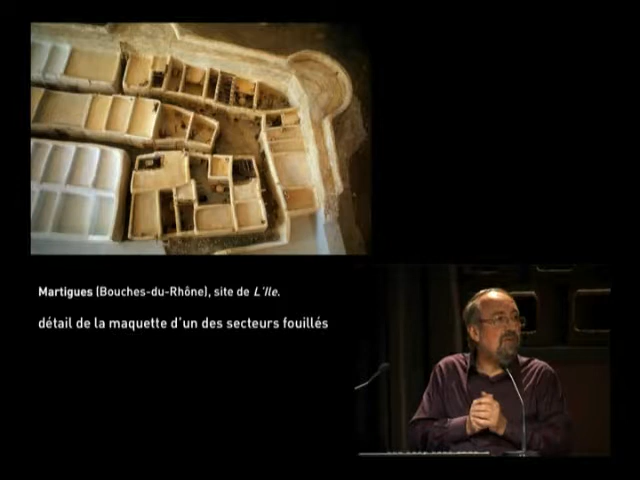 Martigues (Bouches-du-Rhône), site de L'Ile.
détail de la maquette d'un des secteurs fouillés